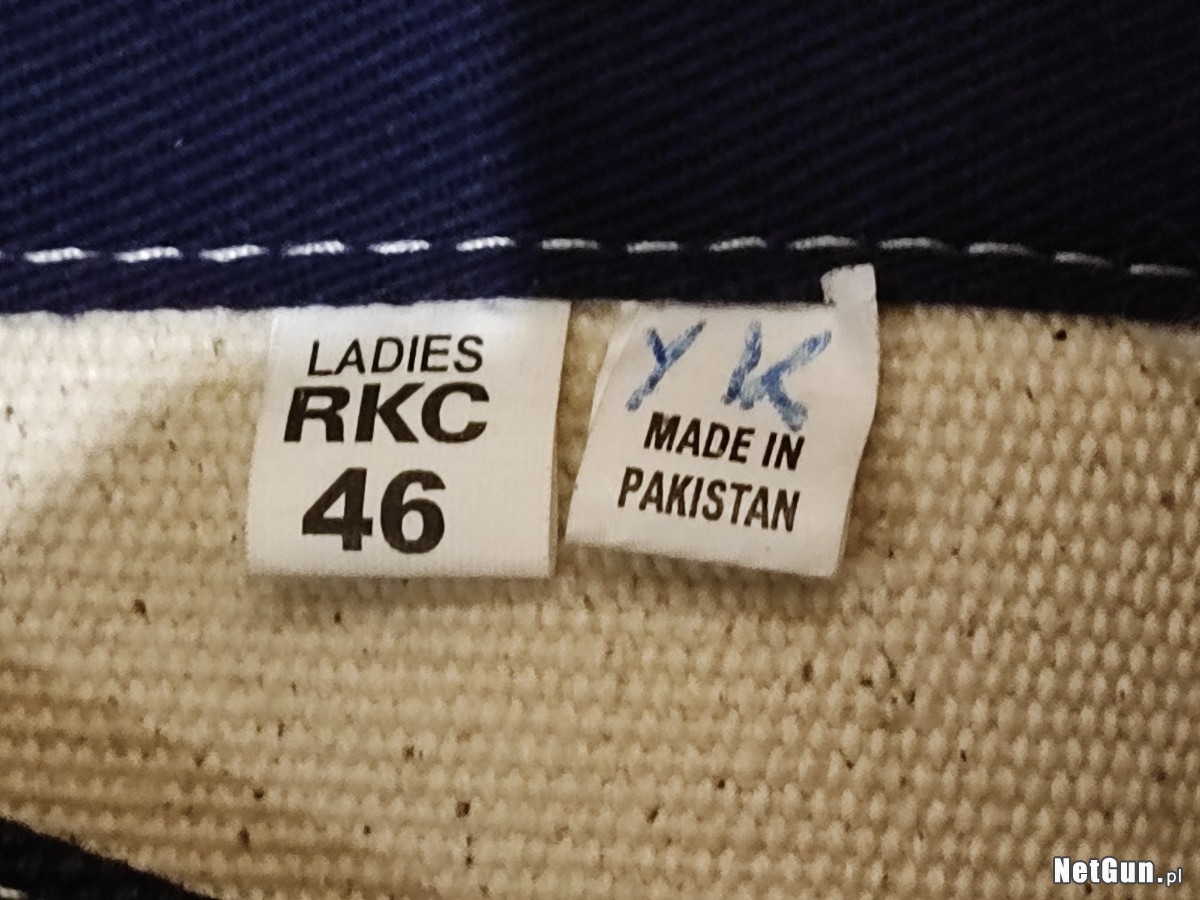 LADIES
RKC
46
YK
MADE IN
PAKISTAN
NetGun.pl